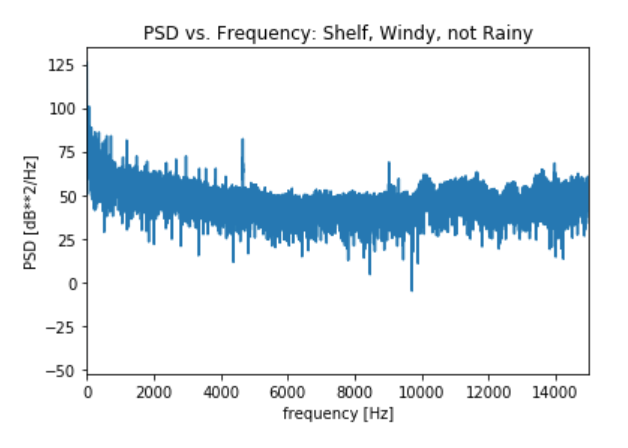 PSD vs. Frequency: Shelf, Windy, not Rainy
PSD [dB**2/Hz]
125
100
75
50
25
0
−25
−50
0 2000 4000 6000 8000 10000 12000 14000
frequency [Hz]